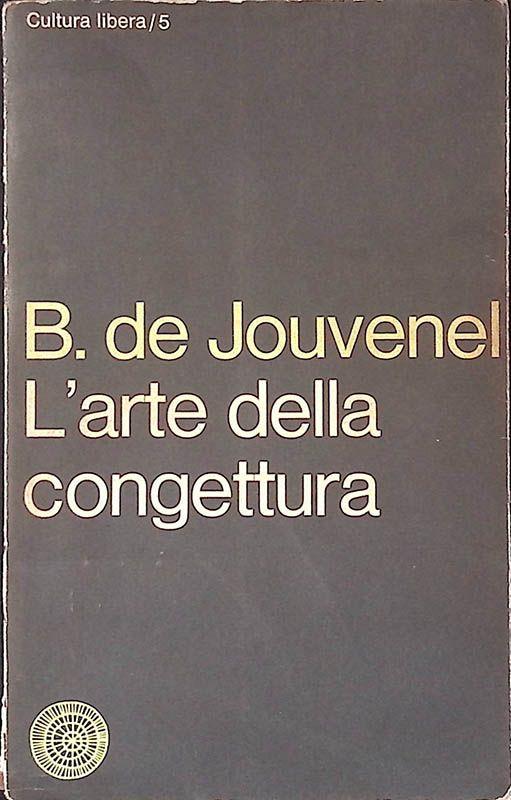 Cultura libera/5
B. de Jouvenel
L'arte della
congettura